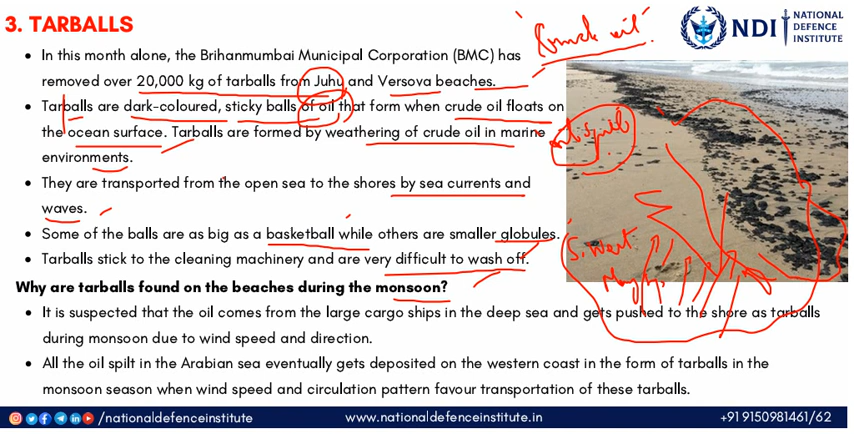 3. TARBALLS
'Crude oil'
NDI
NATIONAL
DEFENCE
INSTITUTE
• In this month alone, the Brihanmumbai Municipal Corporation (BMC) has
removed over 20,000 kg of tarballs from Juhu and Versova beaches.
• Tarballs are dark-coloured, sticky balls of oil that form when crude oil floats on
the ocean surface. Tarballs are formed by weathering of crude oil in marine
environments.
oil spill
• They are transported from the open sea to the shores by sea currents and
waves.
• Some of the balls are as big as a basketball while others are smaller globules.
S. West
• Tarballs stick to the cleaning machinery and are very difficult to wash off.
Why are tarballs found on the beaches during the monsoon?
• It is suspected that the oil comes from the large cargo ships in the deep sea and gets pushed to the shore as tarballs
during monsoon due to wind speed and direction.
• All the oil spilt in the Arabian sea eventually gets deposited on the western coast in the form of tarballs in the
monsoon season when wind speed and circulation pattern favour transportation of these tarballs.
/nationaldefenceinstitute
www.nationaldefenceinstitute.in
+91 9150981461/62